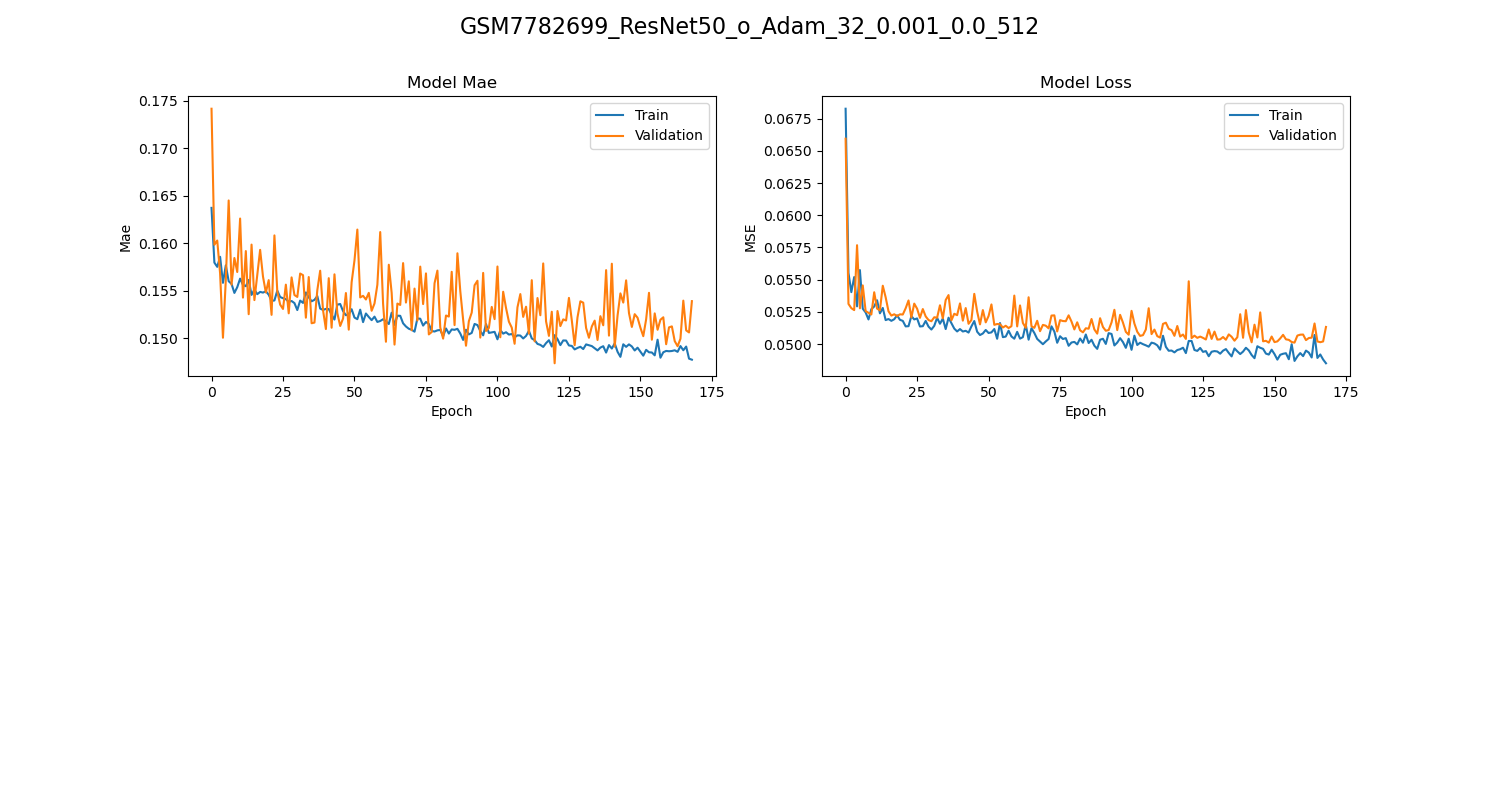 GSM7782699_ResNet50_o_Adam_32_0.001_0.0_512
Model Mae
0.175
0.170
0.165
0.160
0.155
0.150
Mae
0 25 50 75 100 125 150 175
Epoch
Train
Validation
Model Loss
0.0675
0.0650
0.0625
0.0600
0.0575
0.0550
0.0525
0.0500
MSE
0 25 50 75 100 125 150 175
Epoch
Train
Validation